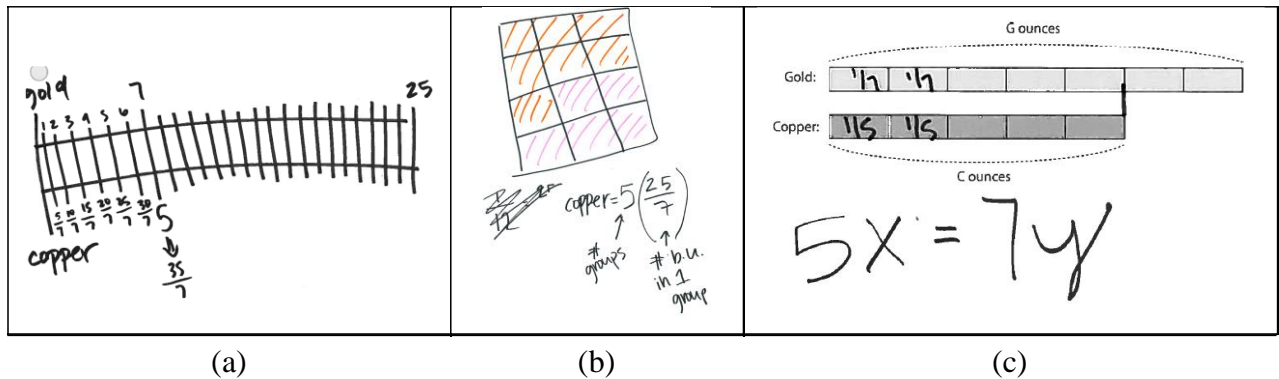 gold
7
25
1 2 3 4 5 6
5/7 10/7 15/7 20/7 25/7 30/7 5
copper
35/7
(a)
copper = 5 (25/7)
# groups
# b.u.
in 1
group
(b)
G ounces
Gold: 1/7 1/7
Copper: 1/5 1/5
C ounces
5x = 7y
(c)